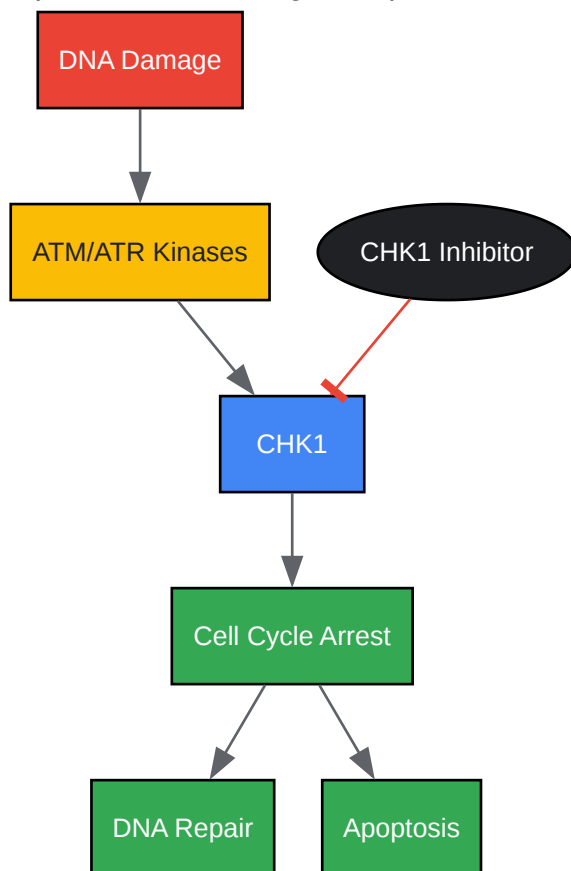 DNA Damage
ATM/ATR Kinases
CHK1 Inhibitor
CHK1
Cell Cycle Arrest
DNA Repair
Apoptosis